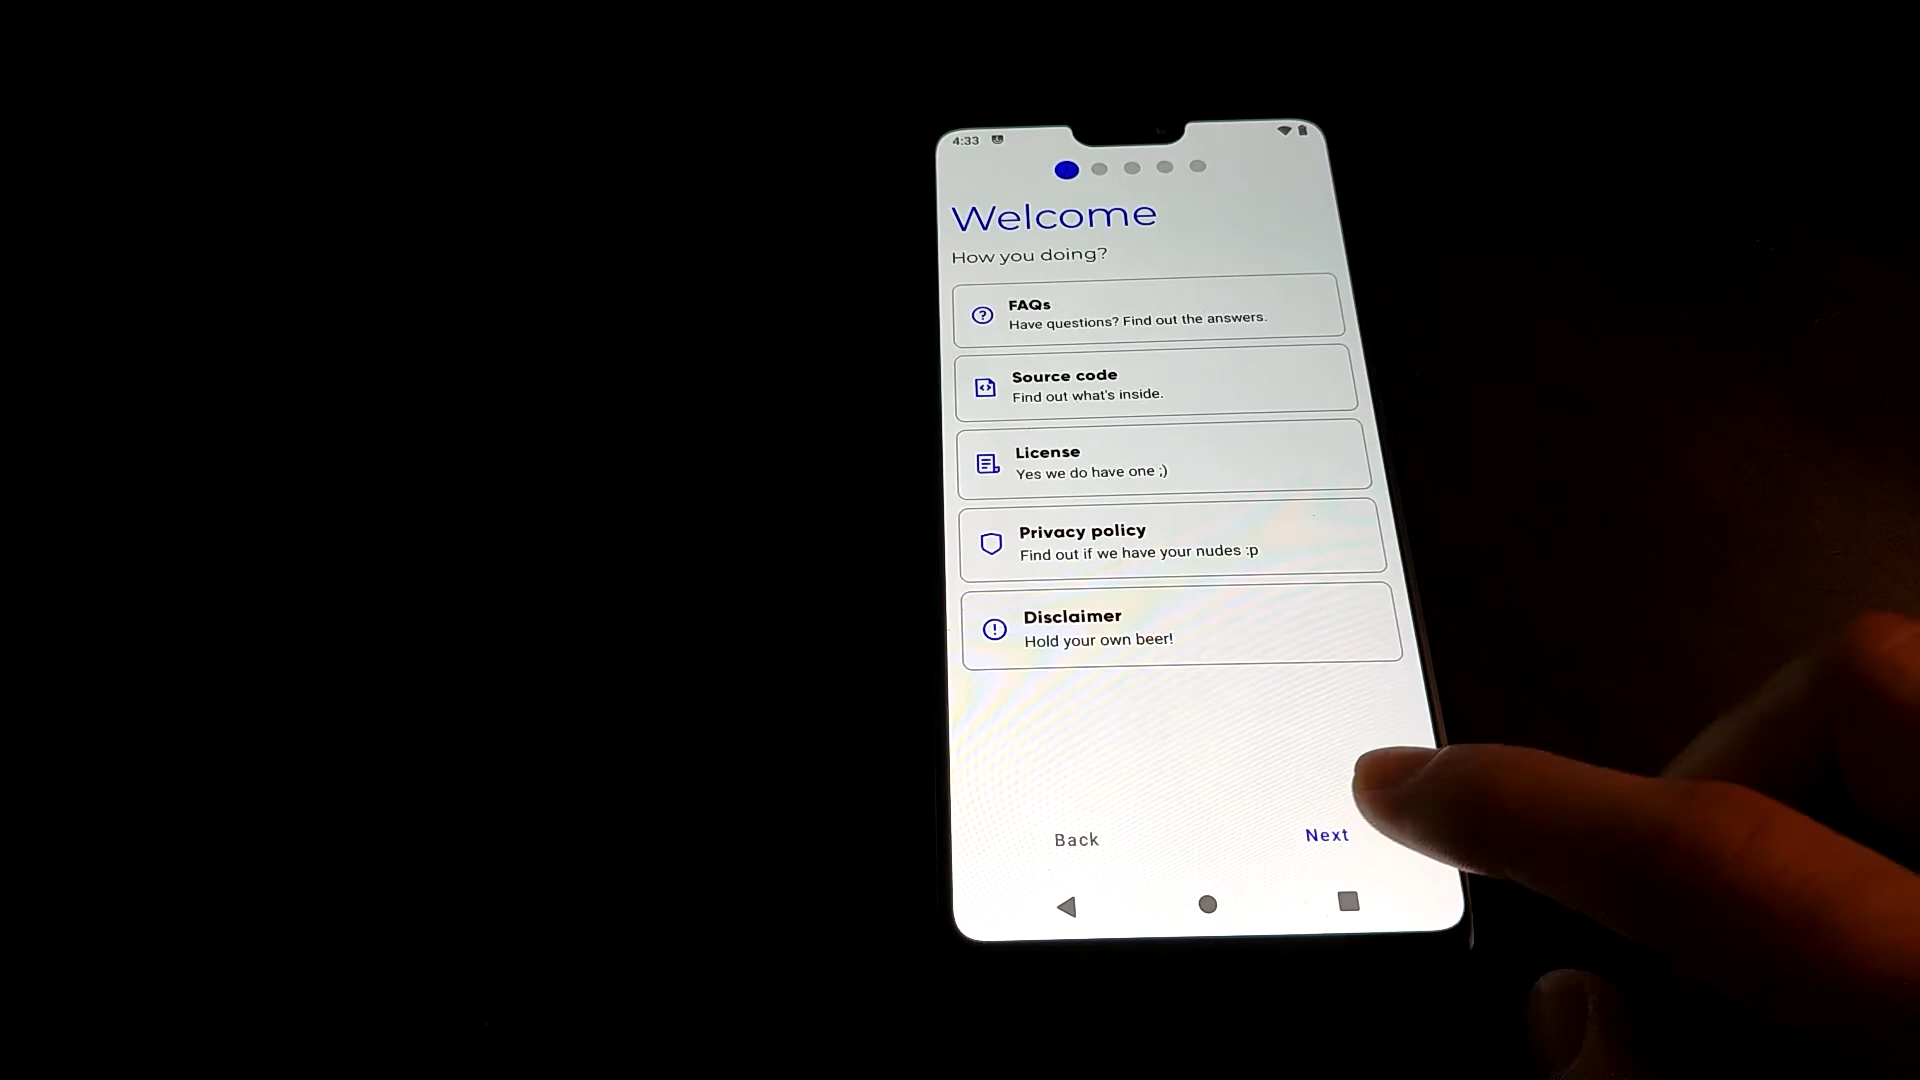 4:33
Welcome
How you doing?
FAQs
Have questions? Find out the answers.
Source code
Find out what's inside.
License
Yes we do have one ;)
Privacy policy
Find out if we have your nudes :p
Disclaimer
Hold your own beer!
Back
Next